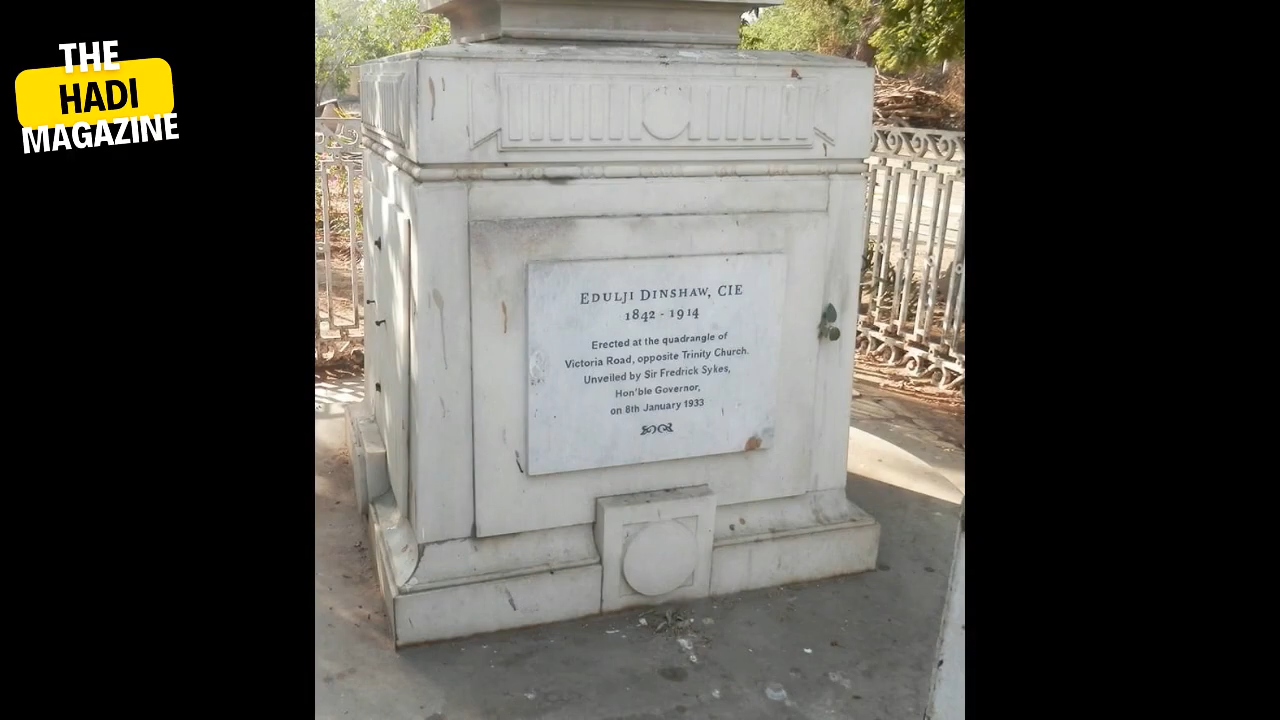 THE
HADI
MAGAZINE
EDULJI DINSHAW, CIE
1842 - 1914
Erected at the quadrangle of
Victoria Road, opposite Trinity Church.
Unveiled by Sir Fredrick Sykes,
Hon'ble Governor,
on 8th January 1933